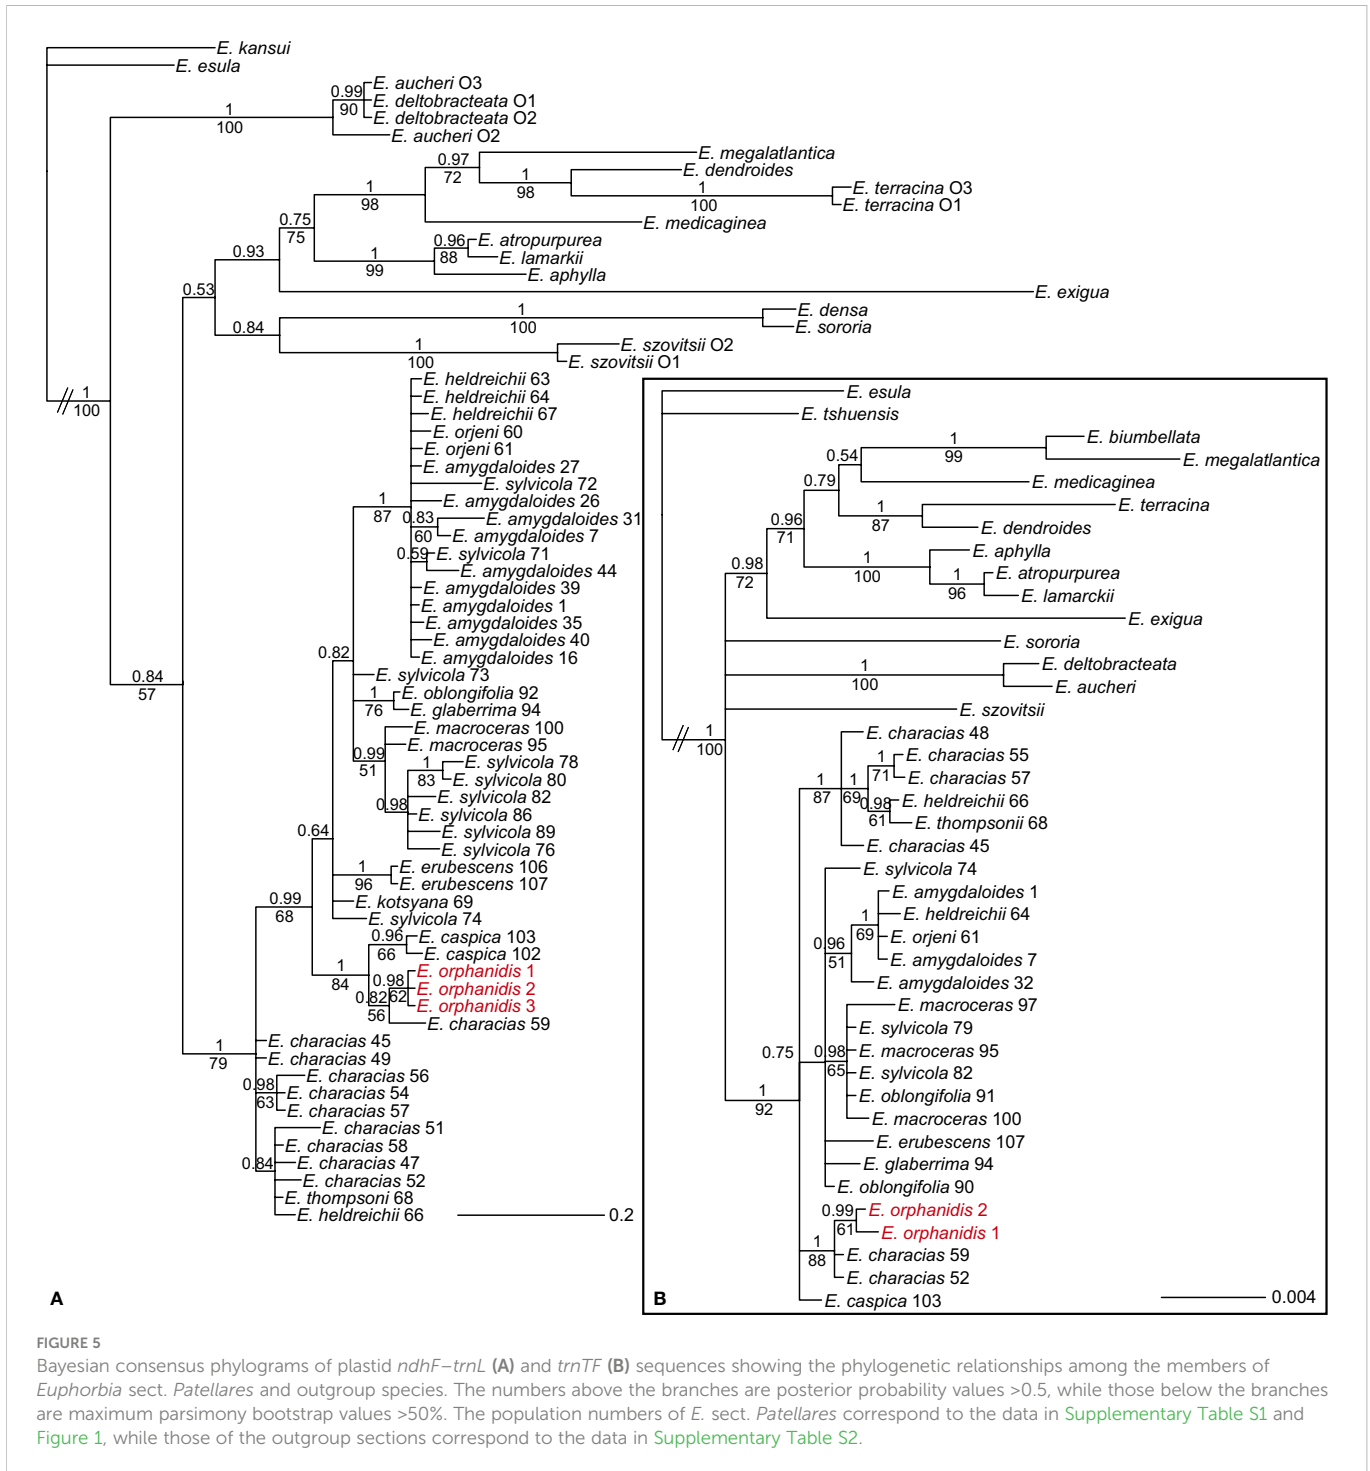 E. kansui
E. esula
0.99
90
E. aucheri O3
E. deltobracteata O1
E. deltobracteata O2
E. aucheri O2
1
100
E. megalatlantica
0.97
72
E. dendroides
1
98
1
100
E. terracina O3
E. terracina O1
1
98
E. medicaginea
0.75
75
0.96
88
E. atropurpurea
E. lamarkii
E. aphylla
1
99
0.93
E. exigua
0.53
1
100
E. densa
E. sororia
0.84
1
100
E. szovitsii O2
E. szovitsii O1
1
100
E. heldreichii 63
E. heldreichii 64
E. heldreichii 67
E. orjeni 60
E. orjeni 61
E. amygdaloides 27
E. sylvicola 72
E. amygdaloides 26
1
87
0.83
60
E. amygdaloides 31
E. amygdaloides 7
0.59
E. sylvicola 71
E. amygdaloides 44
E. amygdaloides 39
E. amygdaloides 1
E. amygdaloides 35
E. amygdaloides 40
E. amygdaloides 16
0.82
E. sylvicola 73
0.84
57
1
76
E. oblongifolia 92
E. glaberrima 94
E. macroceras 100
E. macroceras 95
0.99
51
1
83
E. sylvicola 78
E. sylvicola 80
E. sylvicola 82
0.98
E. sylvicola 86
E. sylvicola 89
E. sylvicola 76
0.64
1
96
E. erubescens 106
E. erubescens 107
E. kotsyana 69
E. sylvicola 74
0.99
68
0.96
66
E. caspica 103
E. caspica 102
1
84
0.98
62
E. orphanidis 1
E. orphanidis 2
E. orphanidis 3
0.82
56
E. characias 59
1
79
E. characias 45
E. characias 49
E. characias 56
0.98
63
E. characias 54
E. characias 57
E. characias 51
E. characias 58
0.84
E. characias 47
E. characias 52
E. thompsoni 68
E. heldreichii 66
0.2
A
E. esula
E. tshuensis
1
99
E. biumbellata
E. megalatlantica
0.54
E. medicaginea
0.79
1
87
E. terracina
E. dendroides
0.96
71
E. aphylla
1
100
1
96
E. atropurpurea
E. lamarckii
0.98
72
E. exigua
E. sororia
1
100
E. deltobracteata
E. aucheri
E. szovitsii
1
100
E. characias 48
1
71
E. characias 55
E. characias 57
1
87
1
69
0.98
61
E. heldreichii 66
E. thompsonii 68
E. characias 45
E. sylvicola 74
E. amygdaloides 1
E. heldreichii 64
1
69
E. orjeni 61
E. amygdaloides 7
0.96
51
E. amygdaloides 32
E. macroceras 97
E. sylvicola 79
0.75
0.98
65
E. macroceras 95
E. sylvicola 82
E. oblongifolia 91
E. macroceras 100
1
92
E. erubescens 107
E. glaberrima 94
E. oblongifolia 90
0.99
61
E. orphanidis 2
E. orphanidis 1
1
88
E. characias 59
E. characias 52
E. caspica 103
0.004
B
FIGURE 5
Bayesian consensus phylograms of plastid ndhF–trnL (A) and trnTF (B) sequences showing the phylogenetic relationships among the members of
Euphorbia sect. Patellares and outgroup species. The numbers above the branches are posterior probability values >0.5, while those below the branches
are maximum parsimony bootstrap values >50%. The population numbers of E. sect. Patellares correspond to the data in Supplementary Table S1 and
Figure 1, while those of the outgroup sections correspond to the data in Supplementary Table S2.